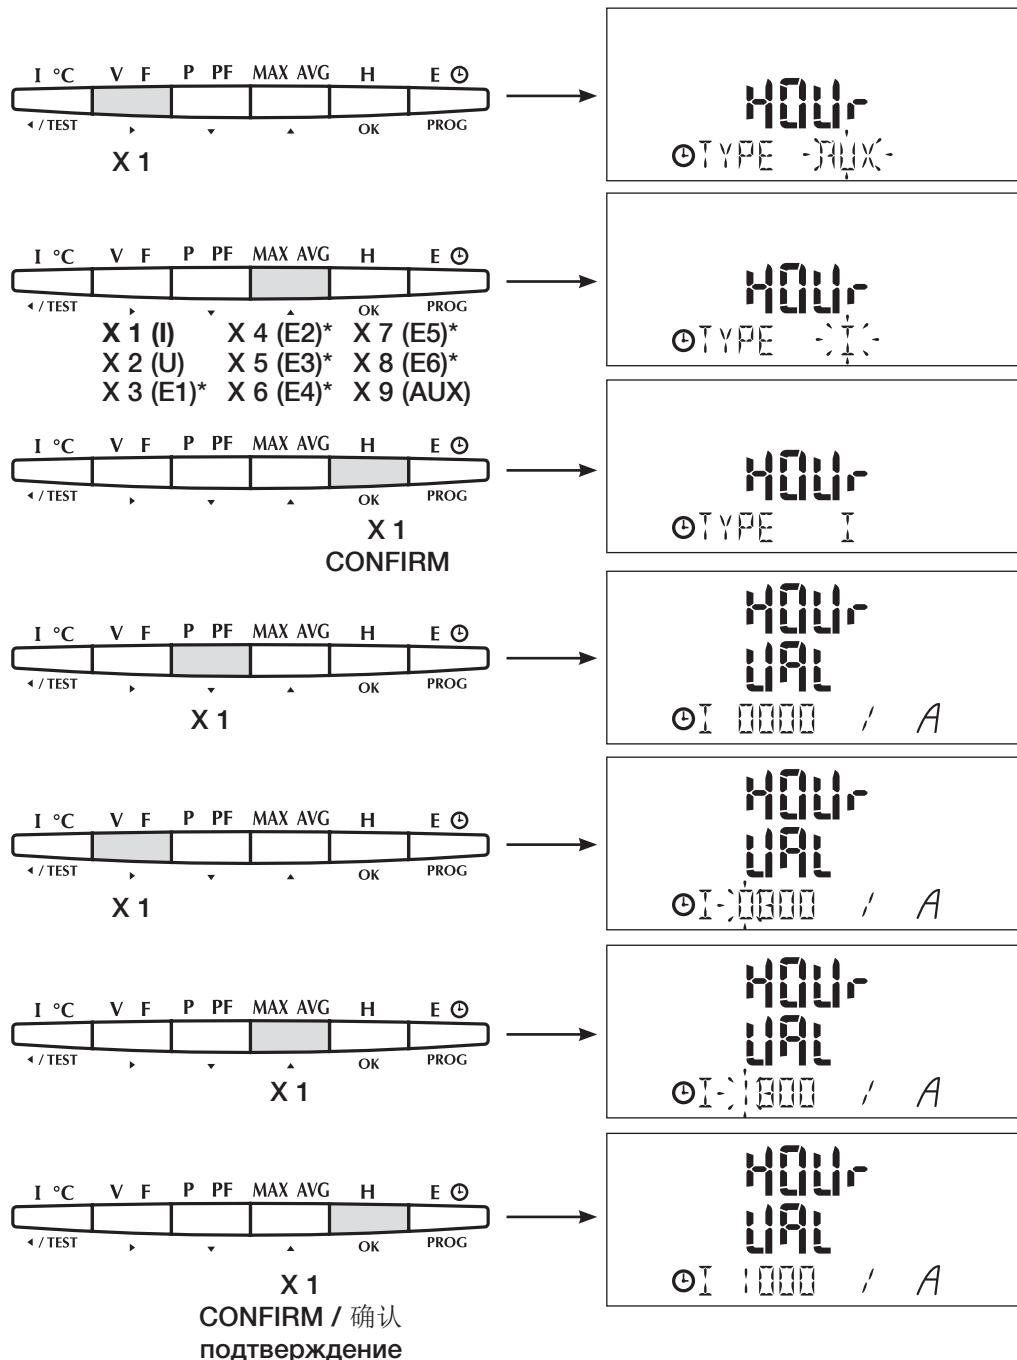 I °C V F P PF MAX AVG H E
/ TEST OK PROG
X 1
HOUr
TYPE AUX
I °C V F P PF MAX AVG H E
/ TEST OK PROG
X 1 (I) X 4 (E2)* X 7 (E5)*
X 2 (U) X 5 (E3)* X 8 (E6)*
X 3 (E1)* X 6 (E4)* X 9 (AUX)
HOUr
TYPE I
I °C V F P PF MAX AVG H E
/ TEST OK PROG
X 1
CONFIRM
HOUr
TYPE I
I °C V F P PF MAX AVG H E
/ TEST OK PROG
X 1
HOUr
VAL
I 0000 / A
I °C V F P PF MAX AVG H E
/ TEST OK PROG
X 1
HOUr
VAL
I 0000 / A
I °C V F P PF MAX AVG H E
/ TEST OK PROG
X 1
HOUr
VAL
I 1000 / A
I °C V F P PF MAX AVG H E
/ TEST OK PROG
X 1
CONFIRM / 确认
подтверждение
HOUr
VAL
I 1000 / A